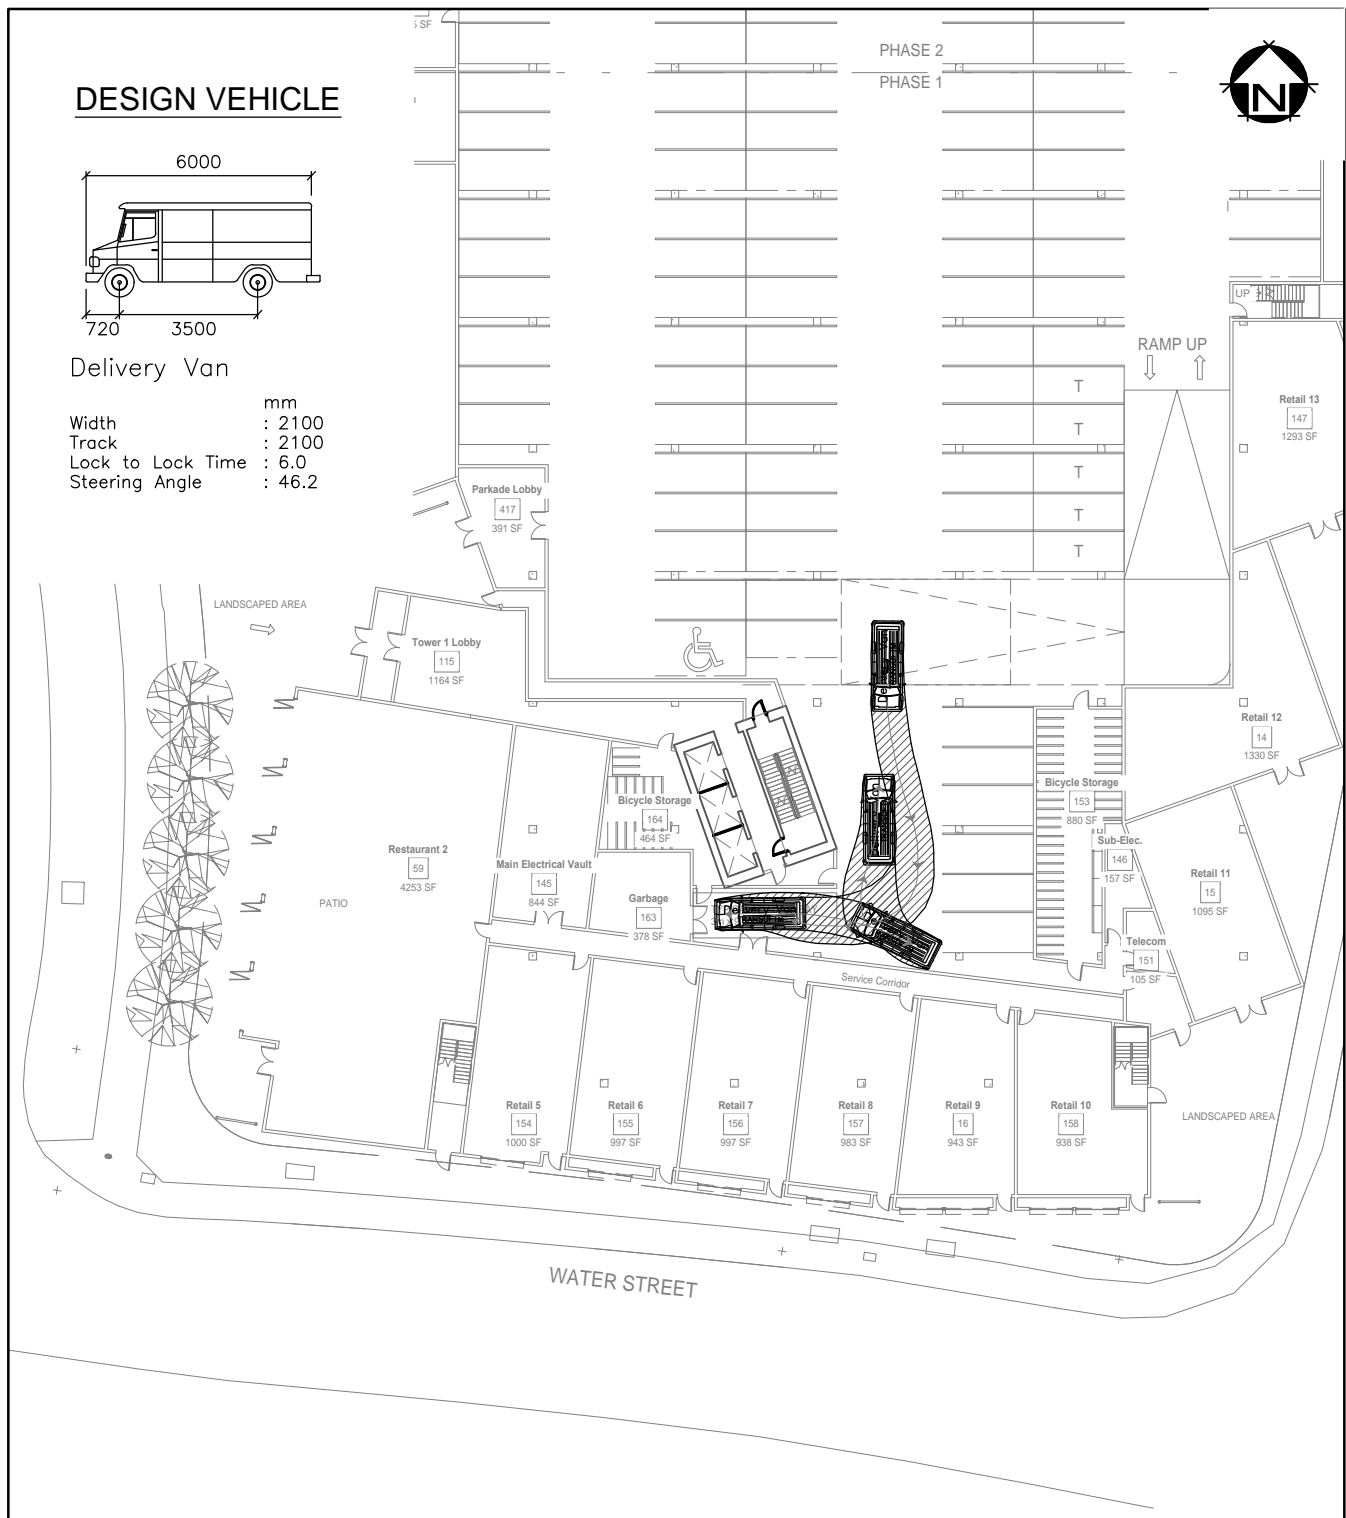 PHASE 2
PHASE 1
N
DESIGN VEHICLE
6000
720
3500
Delivery Van
mm
Width : 2100
Track : 2100
Lock to Lock Time : 6.0
Steering Angle : 46.2
SF
UP
RAMP UP
T
T
T
T
T
Retail 13
147
1293 SF
Parkade Lobby
417
391 SF
LANDSCAPED AREA
Tower 1 Lobby
115
1164 SF
Retail 12
14
1330 SF
Bicycle Storage
153
880 SF
Bicycle Storage
164
464 SF
Sub-Elec.
146
157 SF
Restaurant 2
59
4253 SF
Main Electrical Vault
145
844 SF
Retail 11
15
1095 SF
PATIO
Garbage
163
378 SF
Delivery Van
Telecom
151
105 SF
Service Corridor
Retail 5
154
1000 SF
Retail 6
155
997 SF
Retail 7
156
997 SF
Retail 8
157
983 SF
Retail 9
16
943 SF
Retail 10
158
938 SF
LANDSCAPED AREA
WATER STREET